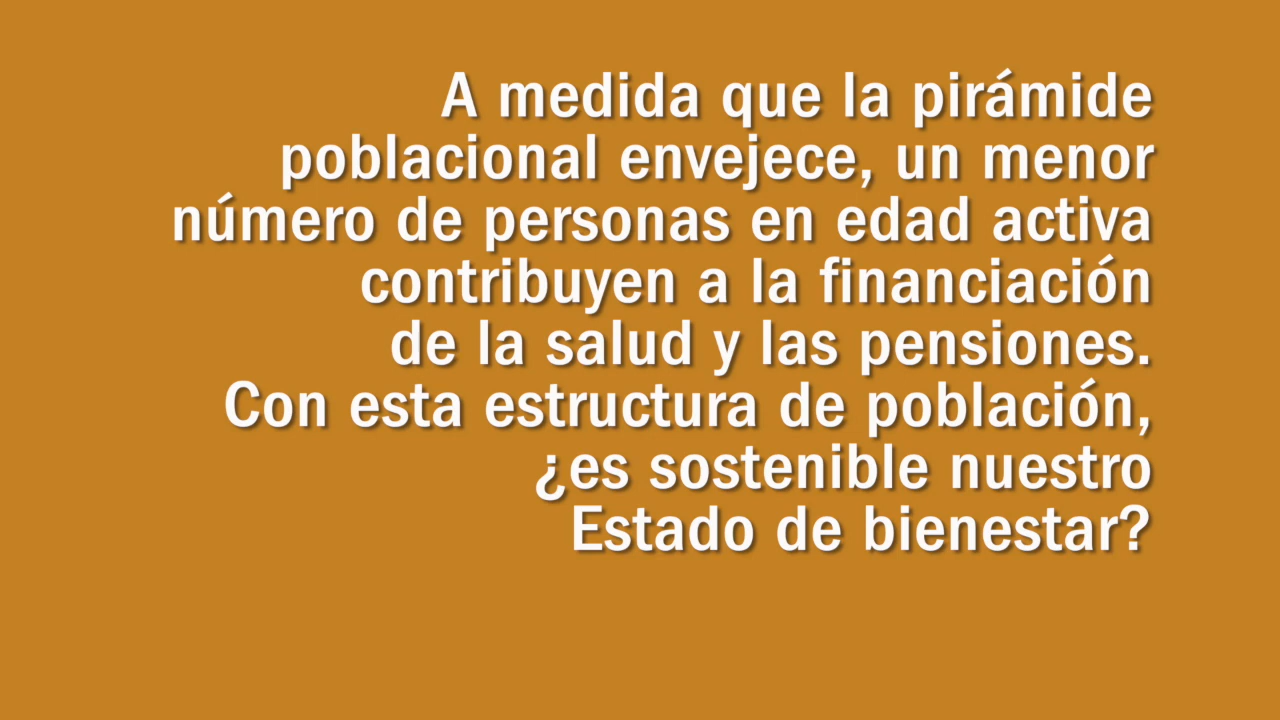 A medida que la pirámide
poblacional envejece, un menor
número de personas en edad activa
contribuyen a la financiación
de la salud y las pensiones.
Con esta estructura de población,
¿es sostenible nuestro
Estado de bienestar?